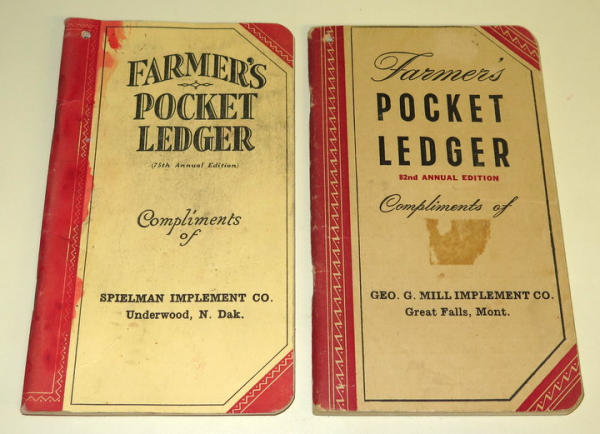 FARMER'S
POCKET
LEDGER
(75th Annual Edition)
Compliments
of
SPIELMAN IMPLEMENT CO.
Underwood, N. Dak.
Farmer's
POCKET
LEDGER
82nd ANNUAL EDITION
Compliments of
GEO. G. MILL IMPLEMENT CO.
Great Falls, Mont.